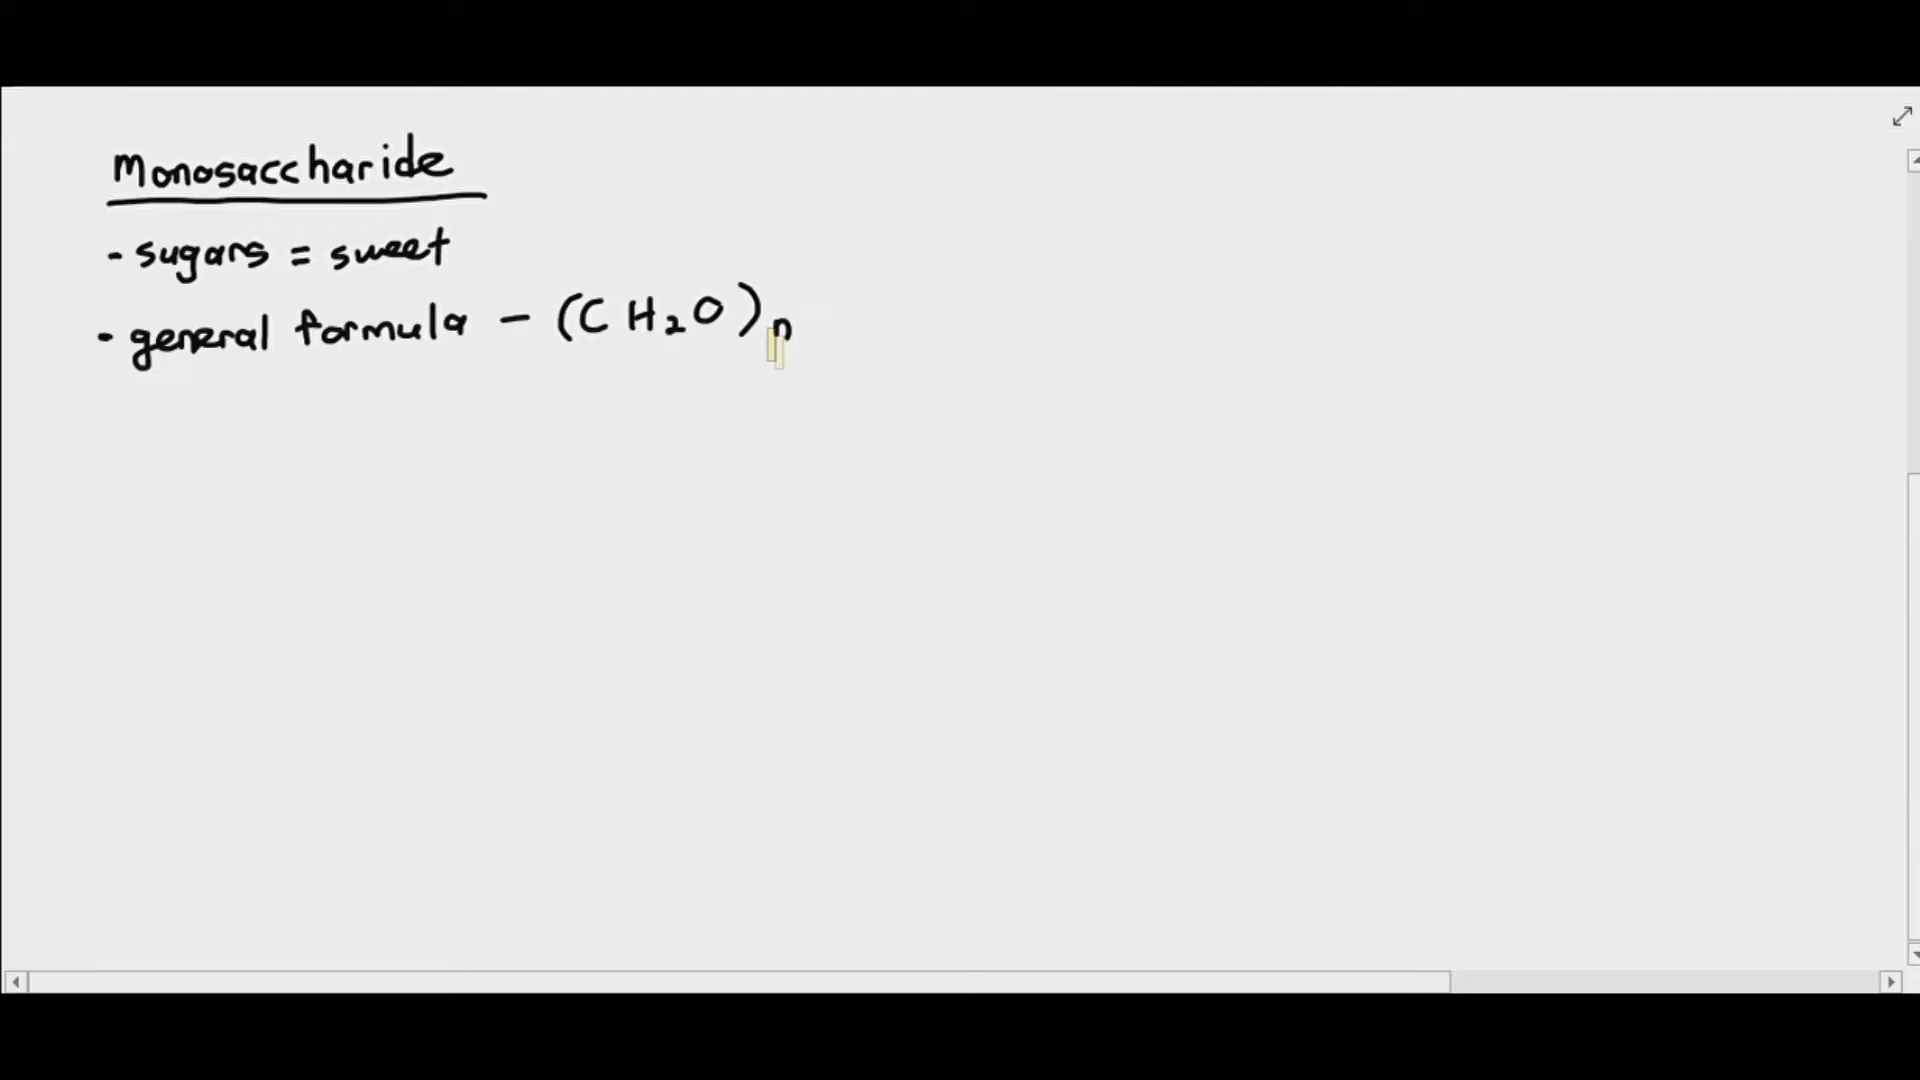 Monosaccharide
- sugars = sweet
- general formula - (CH₂O)ₙ